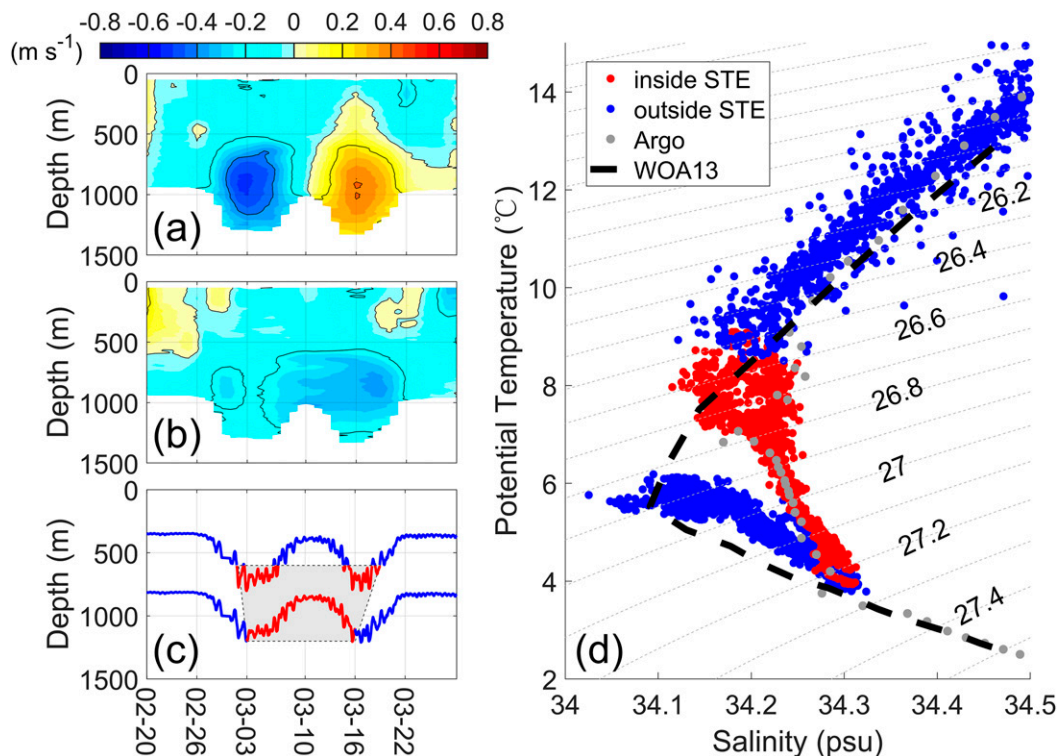 -0.8 -0.6 -0.4 -0.2 0 0.2 0.4 0.6 0.8
(m s⁻¹)
0
500
1000
1500
Depth (m)
(a)
0
500
1000
1500
Depth (m)
(b)
0
500
1000
1500
Depth (m)
(c)
02-20
02-26
03-03
03-10
03-16
03-22
inside STE
outside STE
Argo
WOA13
14
12
10
8
6
4
2
Potential Temperature (℃)
26.2
26.4
26.6
26.8
27
27.2
27.4
(d)
34 34.1 34.2 34.3 34.4 34.5
Salinity (psu)